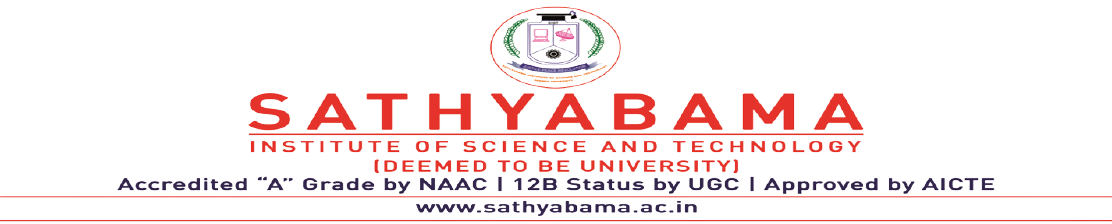 SATHYABAMA
INSTITUTE OF SCIENCE AND TECHNOLOGY
(DEEMED TO BE UNIVERSITY)
Accredited “A” Grade by NAAC | 12B Status by UGC | Approved by AICTE
www.sathyabama.ac.in